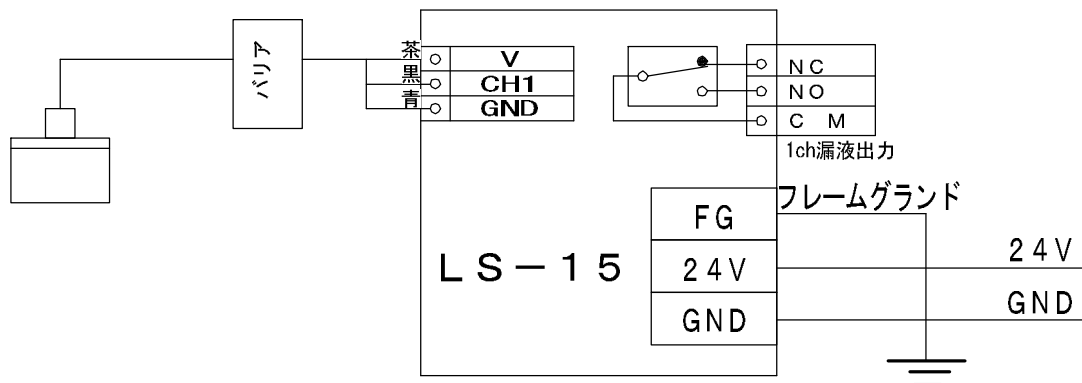 バリア
茶
黒
青
V
CH1
GND
NC
NO
C M
1ch漏液出力
フレームグランド
FG
24V
GND
LS-15
24V
GND